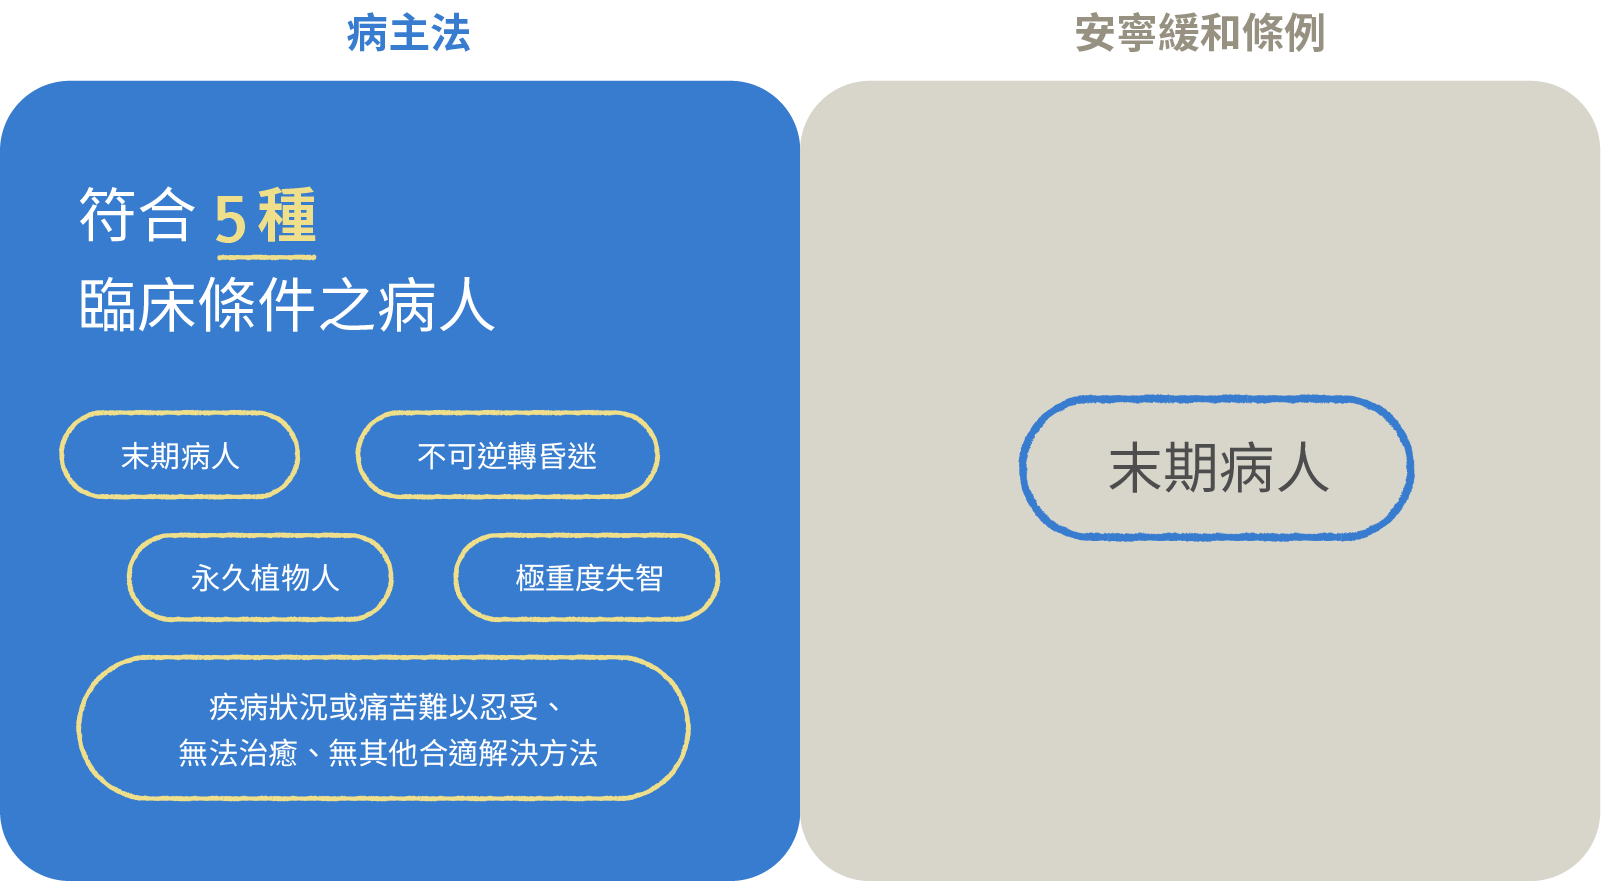 病主法
安寧緩和條例
符合 5 種
臨床條件之病人
末期病人
不可逆轉昏迷
永久植物人
極重度失智
疾病狀況或痛苦難以忍受、
無法治癒、無其他合適解決方法
末期病人